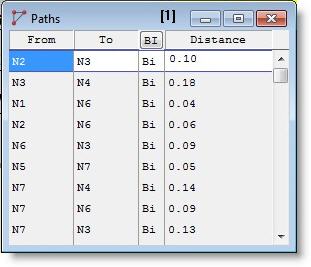 Paths [1]
From To BI Distance
N2 N3 Bi 0.10
N3 N4 Bi 0.18
N1 N6 Bi 0.04
N2 N6 Bi 0.06
N6 N3 Bi 0.09
N5 N7 Bi 0.05
N7 N4 Bi 0.14
N7 N6 Bi 0.09
N7 N3 Bi 0.13